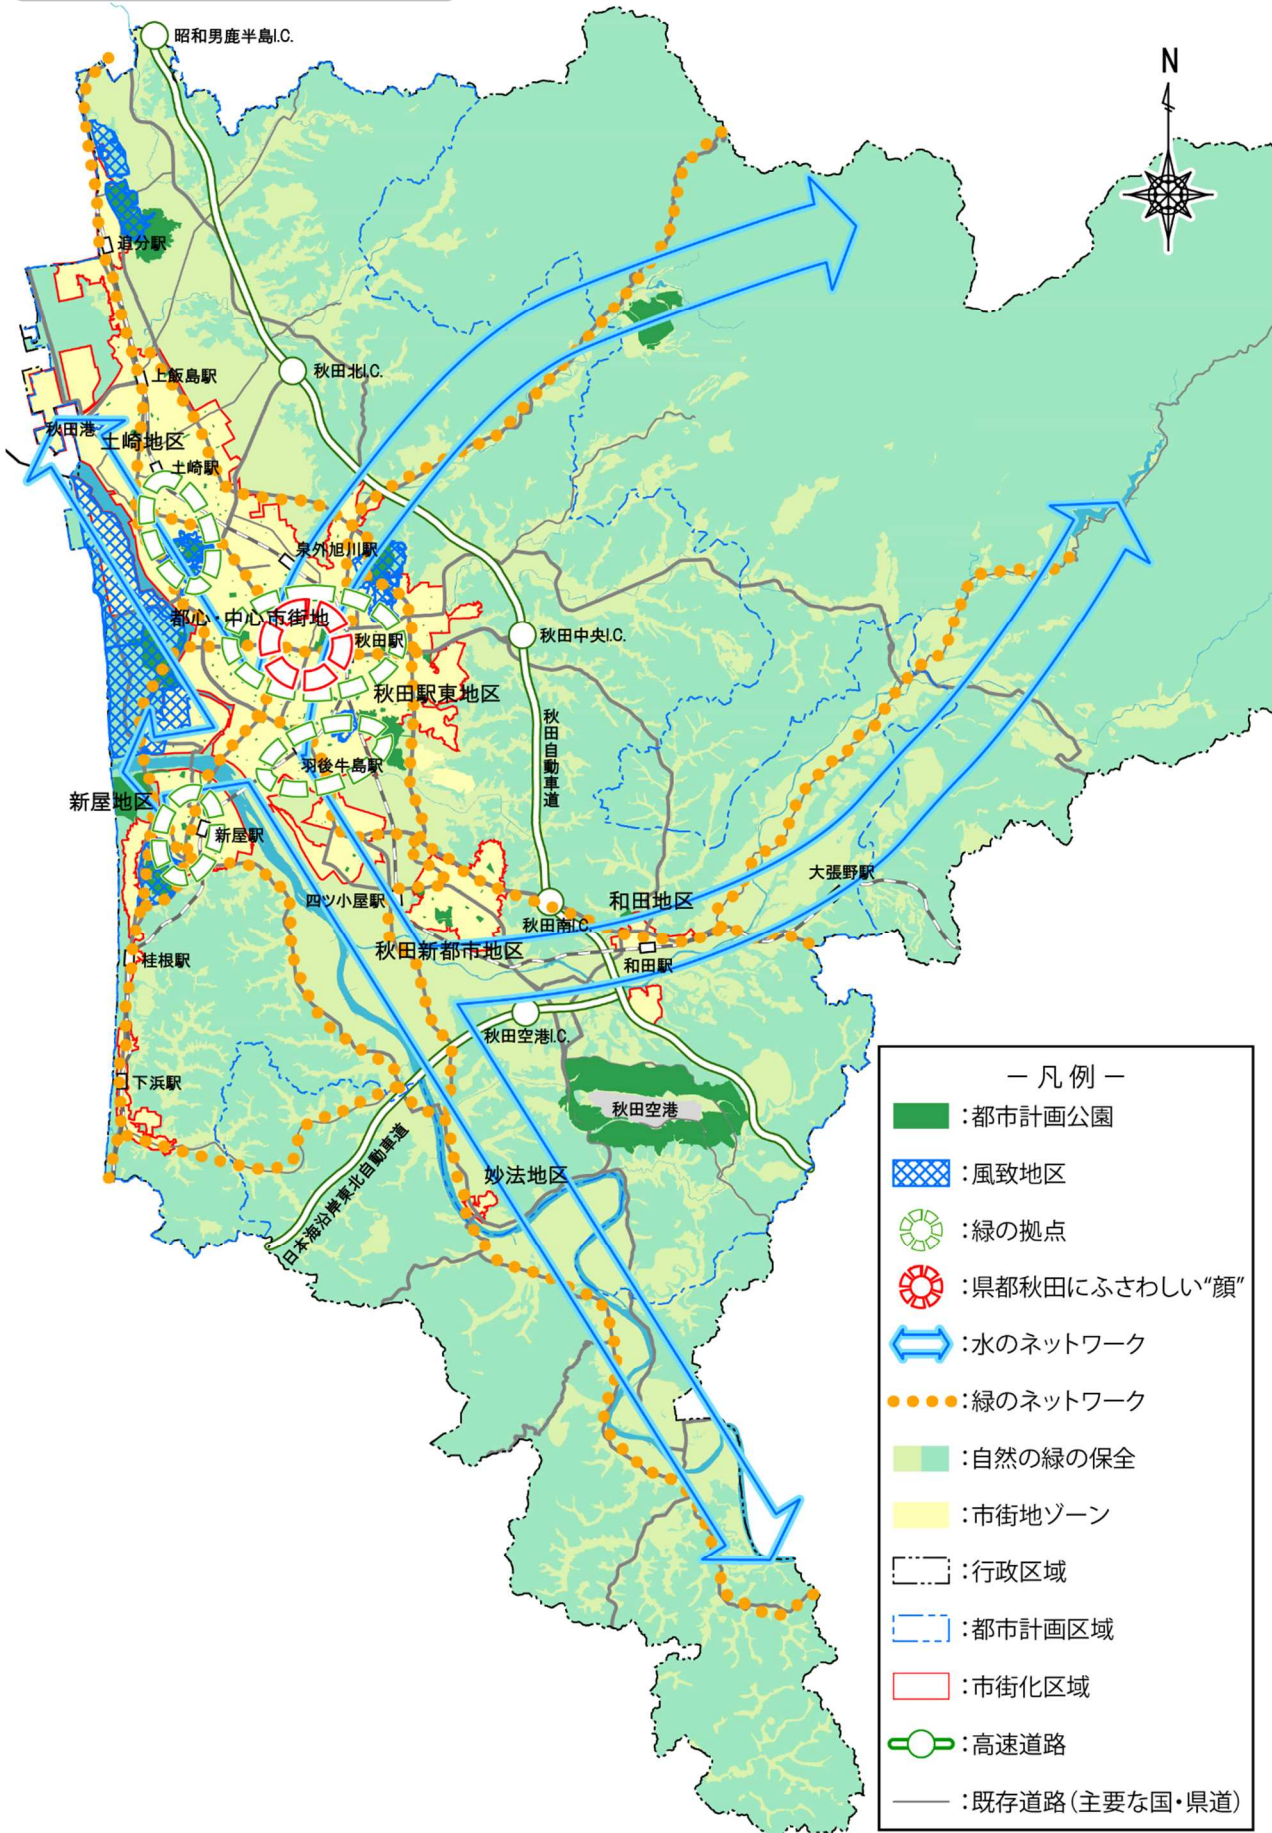 昭和男鹿半島I.C.
N
追分駅
秋田北I.C.
上飯島駅
秋田港
土崎地区
土崎駅
泉外旭川駅
都心・中心市街地
秋田駅
秋田中央I.C.
秋田駅東地区
秋田自動車道
羽後牛島駅
新屋地区
新屋駅
大張野駅
四ツ小屋駅
和田地区
秋田南I.C.
秋田新都市地区
桂根駅
和田駅
秋田空港I.C.
下浜駅
秋田空港
日本海沿岸東北自動車道
妙法地区
－凡例－
：都市計画公園
：風致地区
：緑の拠点
：県都秋田にふさわしい“顔”
：水のネットワーク
：緑のネットワーク
：自然の緑の保全
：市街地ゾーン
：行政区域
：都市計画区域
：市街化区域
：高速道路
：既存道路（主要な国・県道）